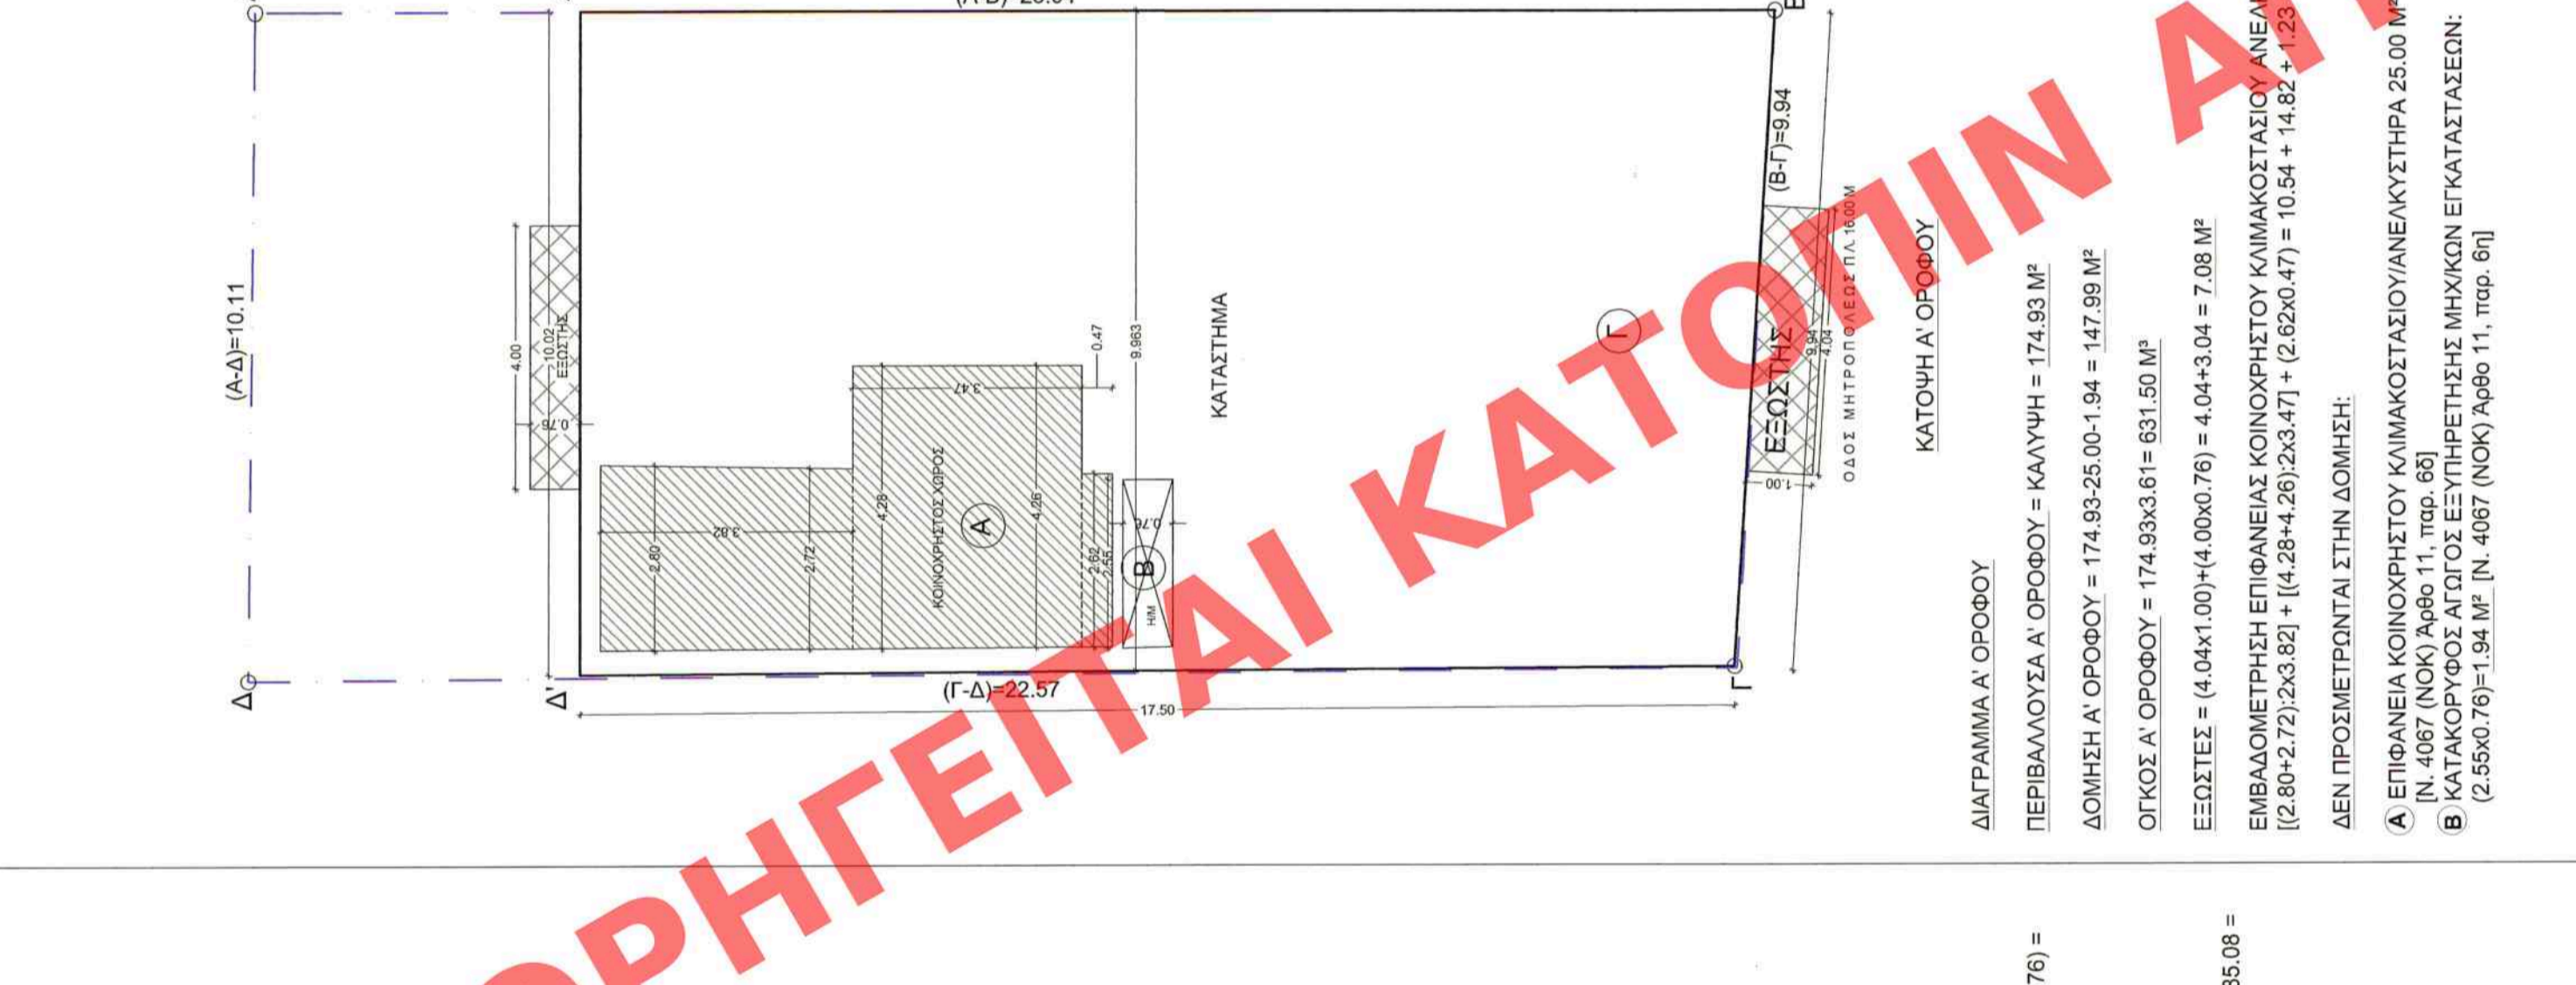 (Α-Δ)=10.11
Δ
Δ'
4.00
10.02
ΕΞΩΣΤΗΣ
0.76
2.80
3.82
2.72
4.28
ΚΟΙΝΟΧΡΗΣΤΟΣ ΧΩΡΟΣ
Α
3.47
4.26
0.47
2.62
2.55
9.963
Β
0.76
Η/Μ
ΚΑΤΑΣΤΗΜΑ
(Γ-Δ)=22.57
17.50
Γ
Γ
Β
(Β-Γ)=9.94
ΕΞΩΣΤΗΣ
1.00
9.94
4.04
ΟΔΟΣ ΜΗΤΡΟΠΟΛΕΩΣ ΠΛ.16.00Μ
ΚΑΤΟΨΗ Α' ΟΡΟΦΟΥ
ΔΙΑΓΡΑΜΜΑ Α' ΟΡΟΦΟΥ
ΠΕΡΙΒΑΛΛΟΥΣΑ Α' ΟΡΟΦΟΥ = ΚΑΛΥΨΗ = 174.93 Μ²
ΔΟΜΗΣΗ Α' ΟΡΟΦΟΥ = 174.93-25.00-1.94 = 147.99 Μ²
ΟΓΚΟΣ Α' ΟΡΟΦΟΥ = 174.93x3.61= 631.50 Μ³
ΕΞΩΣΤΕΣ = (4.04x1.00)+(4.00x0.76) = 4.04+3.04 = 7.08 Μ²
ΕΜΒΑΔΟΜΕΤΡΗΣΗ ΕΠΙΦΑΝΕΙΑΣ ΚΟΙΝΟΧΡΗΣΤΟΥ ΚΛΙΜΑΚΟΣΤΑΣΙΟΥ ΑΝΕΛ
[(2.80+2.72):2x3.82] + [(4.28+4.26):2x3.47] + (2.62x0.47) = 10.54 + 14.82 + 1.23
ΔΕΝ ΠΡΟΣΜΕΤΡΩΝΤΑΙ ΣΤΗΝ ΔΟΜΗΣΗ:
Α ΕΠΙΦΑΝΕΙΑ ΚΟΙΝΟΧΡΗΣΤΟΥ ΚΛΙΜΑΚΟΣΤΑΣΙΟΥ/ΑΝΕΛΚΥΣΤΗΡΑ 25.00 Μ²
[Ν. 4067 (ΝΟΚ) Άρθο 11, παρ. 6δ]
Β ΚΑΤΑΚΟΡΥΦΟΣ ΑΓΩΓΟΣ ΕΞΥΠΗΡΕΤΗΣΗΣ ΜΗΧ/ΚΩΝ ΕΓΚΑΤΑΣΤΑΣΕΩΝ:
(2.55x0.76)=1.94 Μ² [Ν. 4067 (ΝΟΚ) Άρθο 11, παρ. 6η]
76) =
35.08 =
ΟΡΗΓΕΙΤΑΙ ΚΑΤΟΠΙΝ